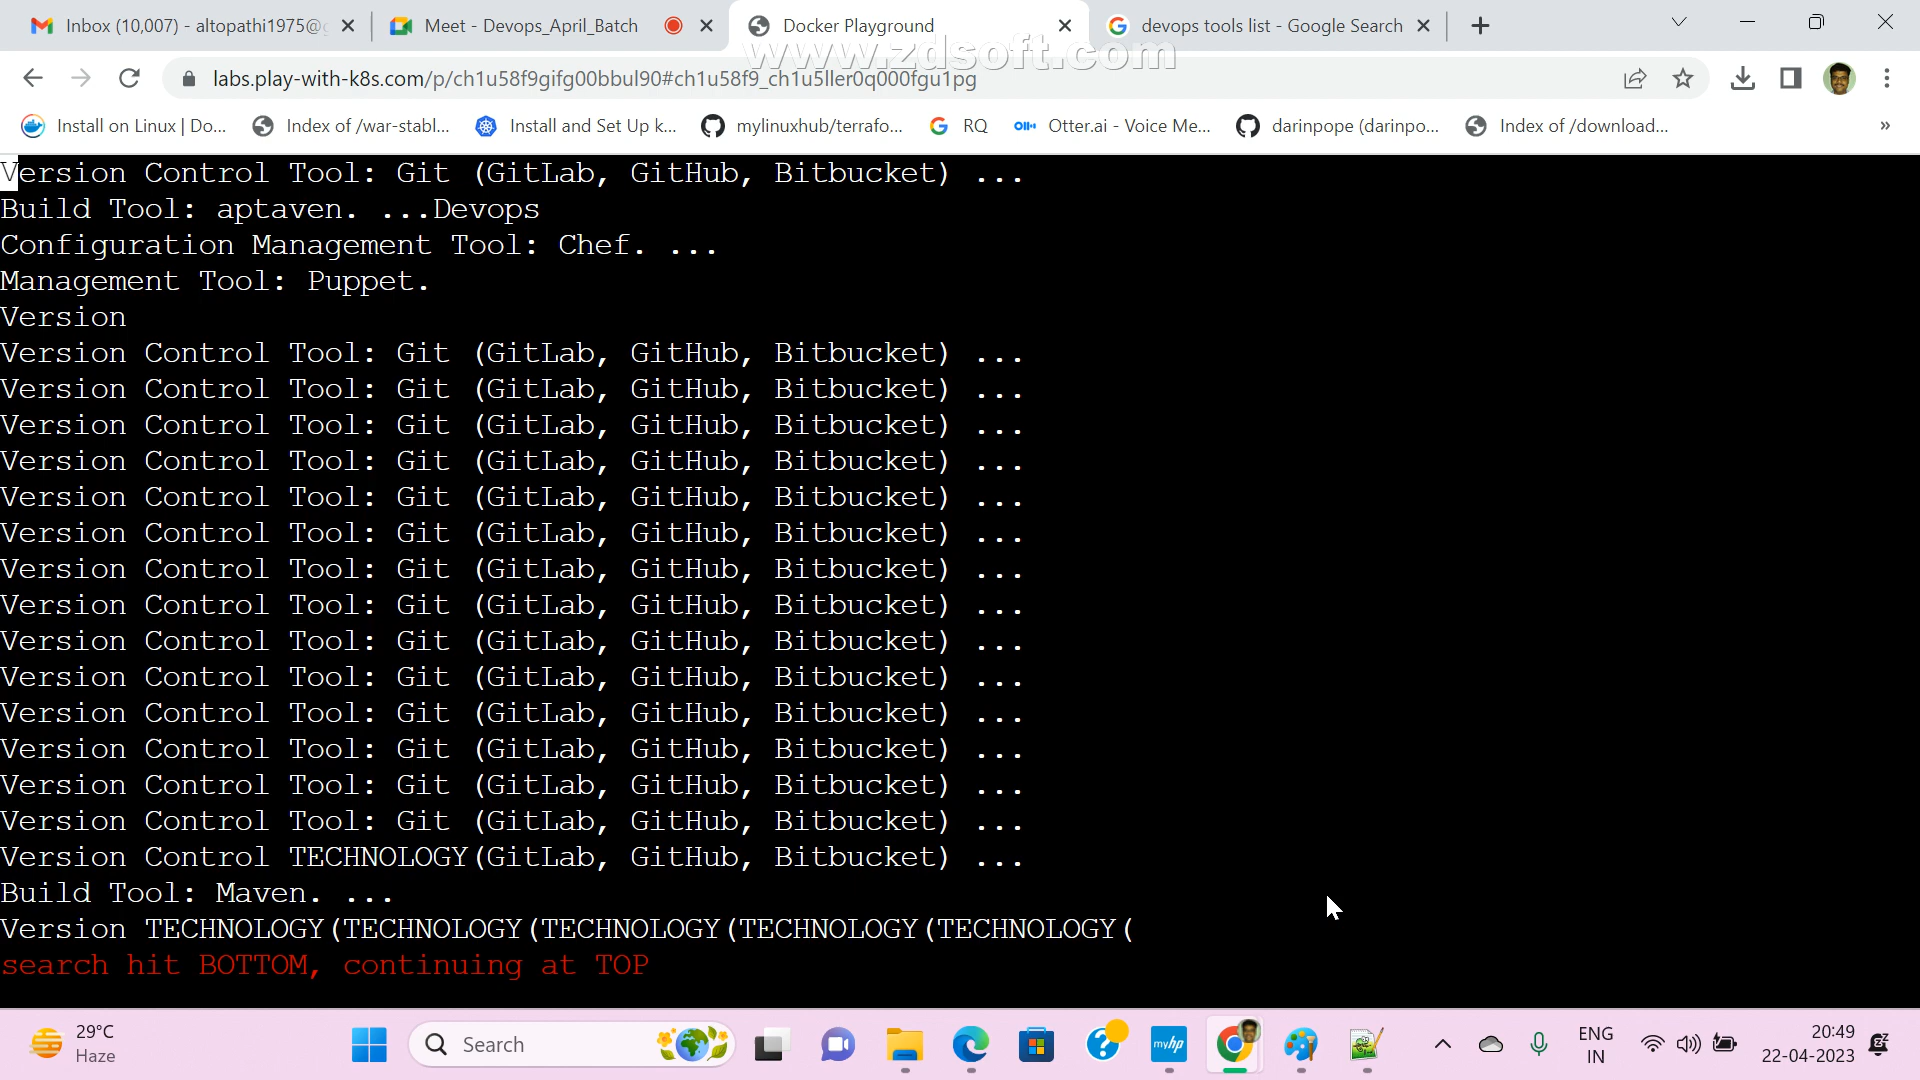 Inbox (10,007) - altopathi1975@g
Meet - Devops_April_Batch
Docker Playground
devops tools list - Google Search
www.zdsoft.com
labs.play-with-k8s.com/p/ch1u58f9gifg00bbul90#ch1u58f9_ch1u5ller0q000fgu1pg
Install on Linux | Do...
Index of /war-stabl...
Install and Set Up k...
mylinuxhub/terrafo...
RQ
Otter.ai - Voice Me...
darinpope (darinpo...
Index of /download...
Version Control Tool: Git (GitLab, GitHub, Bitbucket) ...
Build Tool: aptaven. ...Devops
Configuration Management Tool: Chef. ...
Management Tool: Puppet.
Version
Version Control Tool: Git (GitLab, GitHub, Bitbucket) ...
Version Control Tool: Git (GitLab, GitHub, Bitbucket) ...
Version Control Tool: Git (GitLab, GitHub, Bitbucket) ...
Version Control Tool: Git (GitLab, GitHub, Bitbucket) ...
Version Control Tool: Git (GitLab, GitHub, Bitbucket) ...
Version Control Tool: Git (GitLab, GitHub, Bitbucket) ...
Version Control Tool: Git (GitLab, GitHub, Bitbucket) ...
Version Control Tool: Git (GitLab, GitHub, Bitbucket) ...
Version Control Tool: Git (GitLab, GitHub, Bitbucket) ...
Version Control Tool: Git (GitLab, GitHub, Bitbucket) ...
Version Control Tool: Git (GitLab, GitHub, Bitbucket) ...
Version Control Tool: Git (GitLab, GitHub, Bitbucket) ...
Version Control Tool: Git (GitLab, GitHub, Bitbucket) ...
Version Control Tool: Git (GitLab, GitHub, Bitbucket) ...
Version Control TECHNOLOGY(GitLab, GitHub, Bitbucket) ...
Build Tool: Maven. ...
Version TECHNOLOGY(TECHNOLOGY(TECHNOLOGY(TECHNOLOGY(TECHNOLOGY(
search hit BOTTOM, continuing at TOP
29°C
Haze
Search
myhp
ENG
IN
20:49
22-04-2023